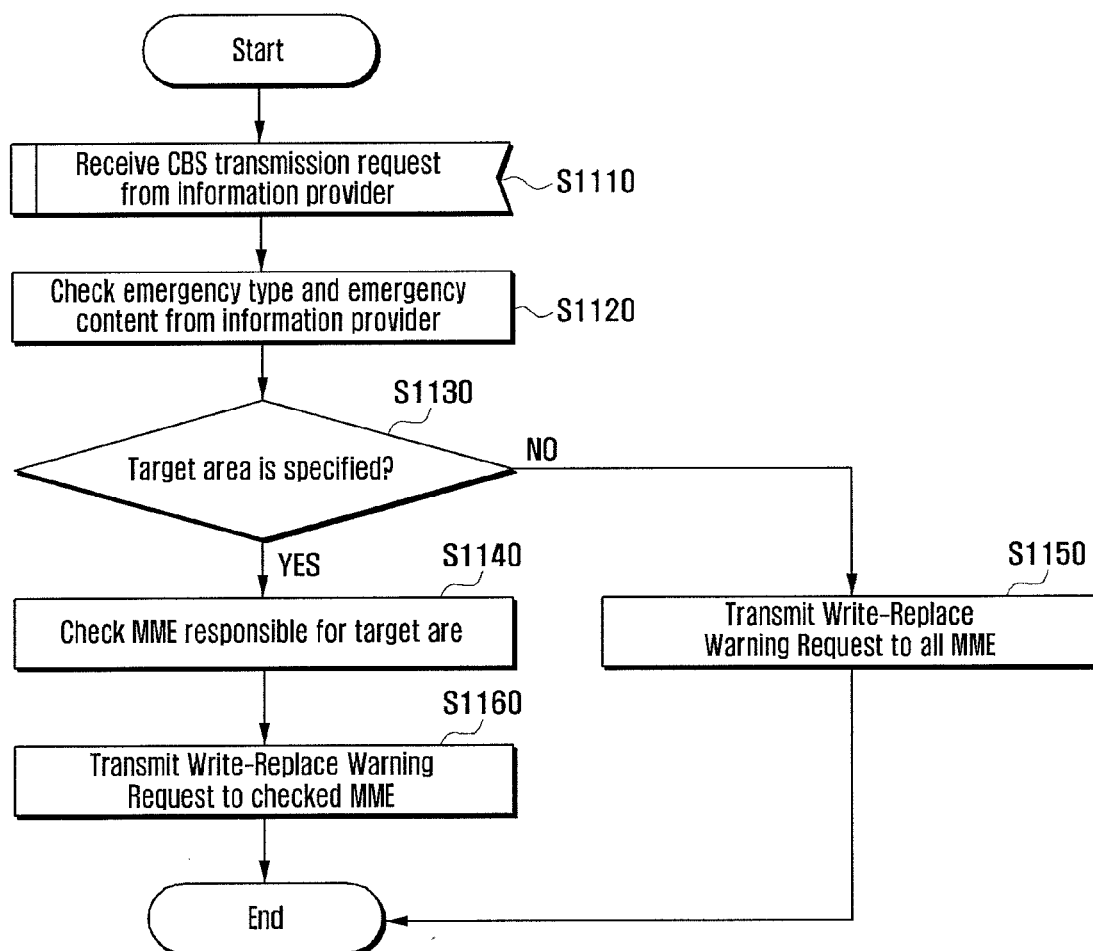 Start
Receive CBS transmission request
from information provider
S1110
Check emergency type and emergency
content from information provider
S1120
S1130
Target area is specified?
NO
YES
S1140
Check MME responsible for target are
S1150
Transmit Write-Replace
Warning Request to all MME
S1160
Transmit Write-Replace Warning
Request to checked MME
End